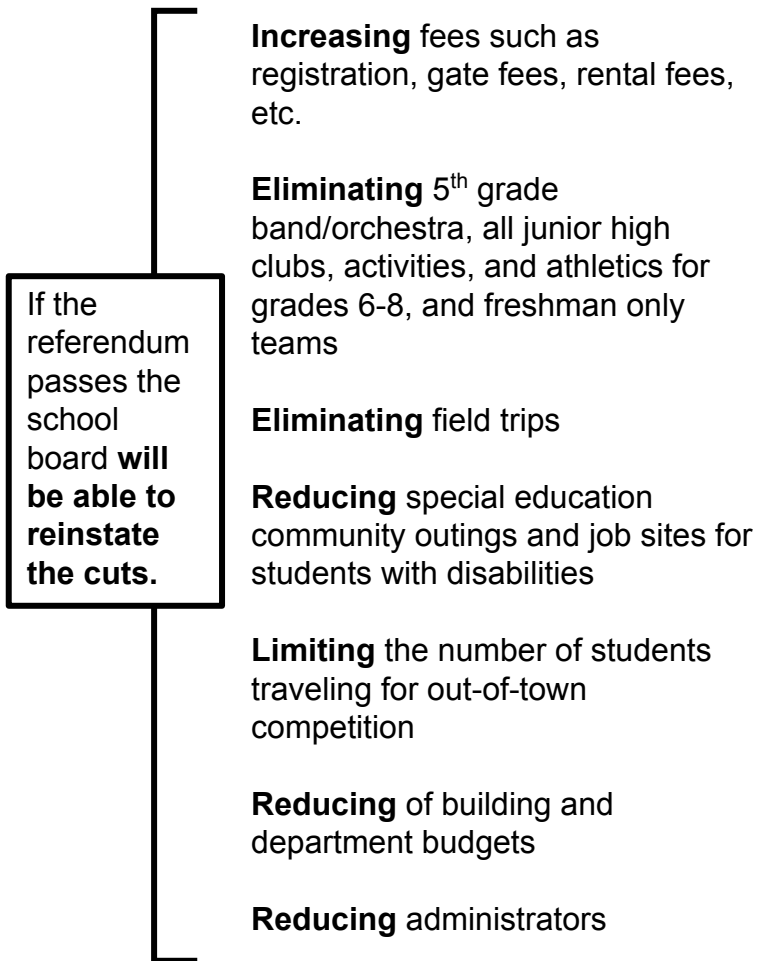 Increasing fees such as
registration, gate fees, rental fees,
etc.
Eliminating 5th grade
band/orchestra, all junior high
clubs, activities, and athletics for
grades 6-8, and freshman only
teams
Eliminating field trips
Reducing special education
community outings and job sites for
students with disabilities
Limiting the number of students
traveling for out-of-town
competition
Reducing of building and
department budgets
Reducing administrators
If the
referendum
passes the
school
board will
be able to
reinstate
the cuts.